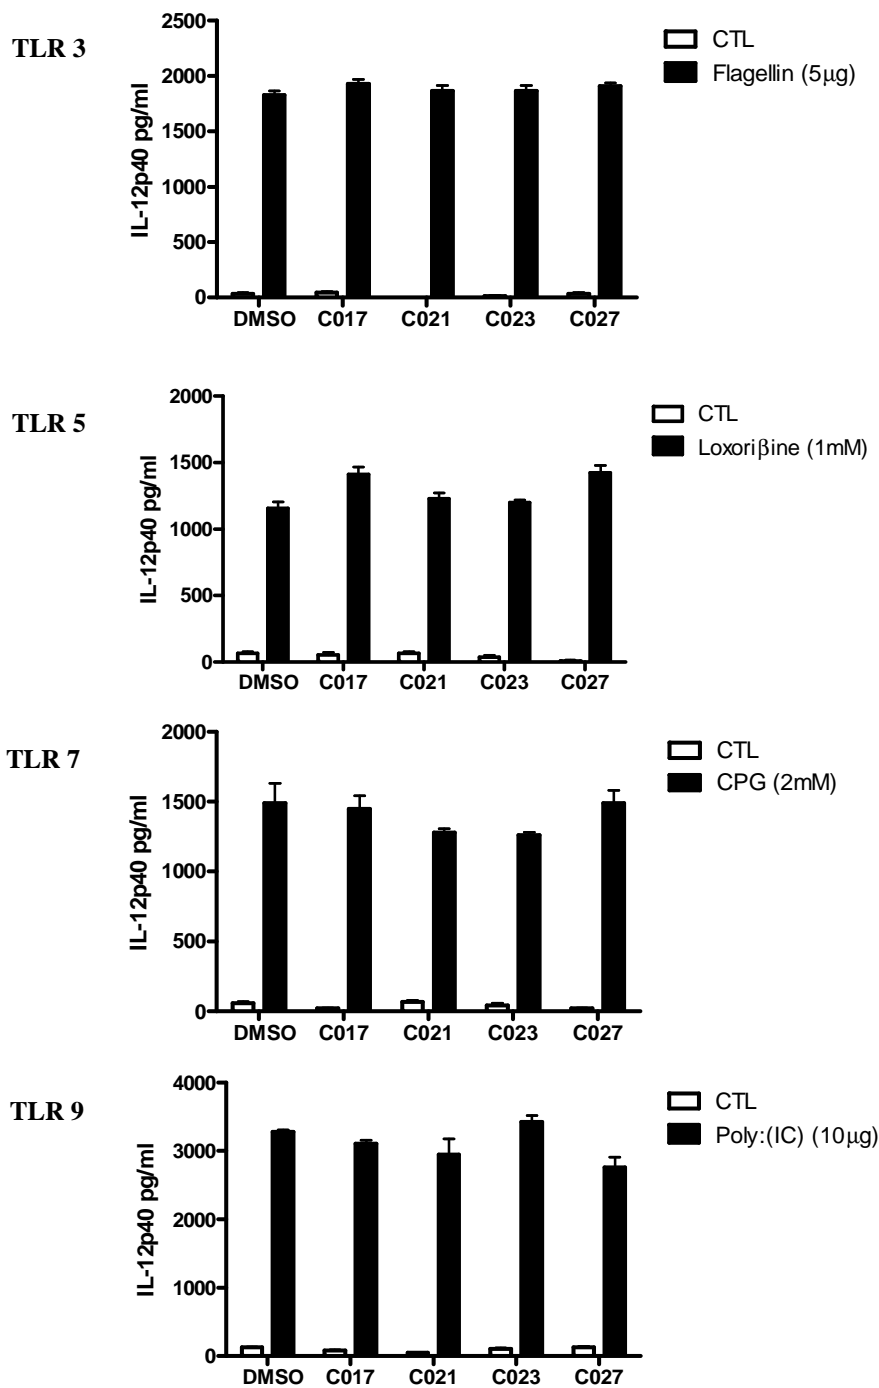 TLR 3
IL-12p40 pg/ml
2500
2000
1500
1000
500
0
DMSO C017 C021 C023 C027
CTL
Flagellin (5µg)
TLR 5
IL-12p40 pg/ml
2000
1500
1000
500
0
DMSO C017 C021 C023 C027
CTL
Loxoriβine (1mM)
TLR 7
IL-12p40 pg/ml
2000
1500
1000
500
0
DMSO C017 C021 C023 C027
CTL
CPG (2mM)
TLR 9
IL-12p40 pg/ml
4000
3000
2000
1000
0
DMSO C017 C021 C023 C027
CTL
Poly:(IC) (10µg)